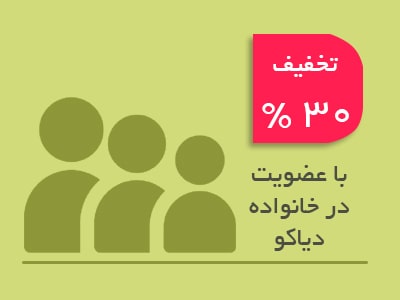 تخفیف
۳۰ %
با عضویت
در خانواده
دیاکو